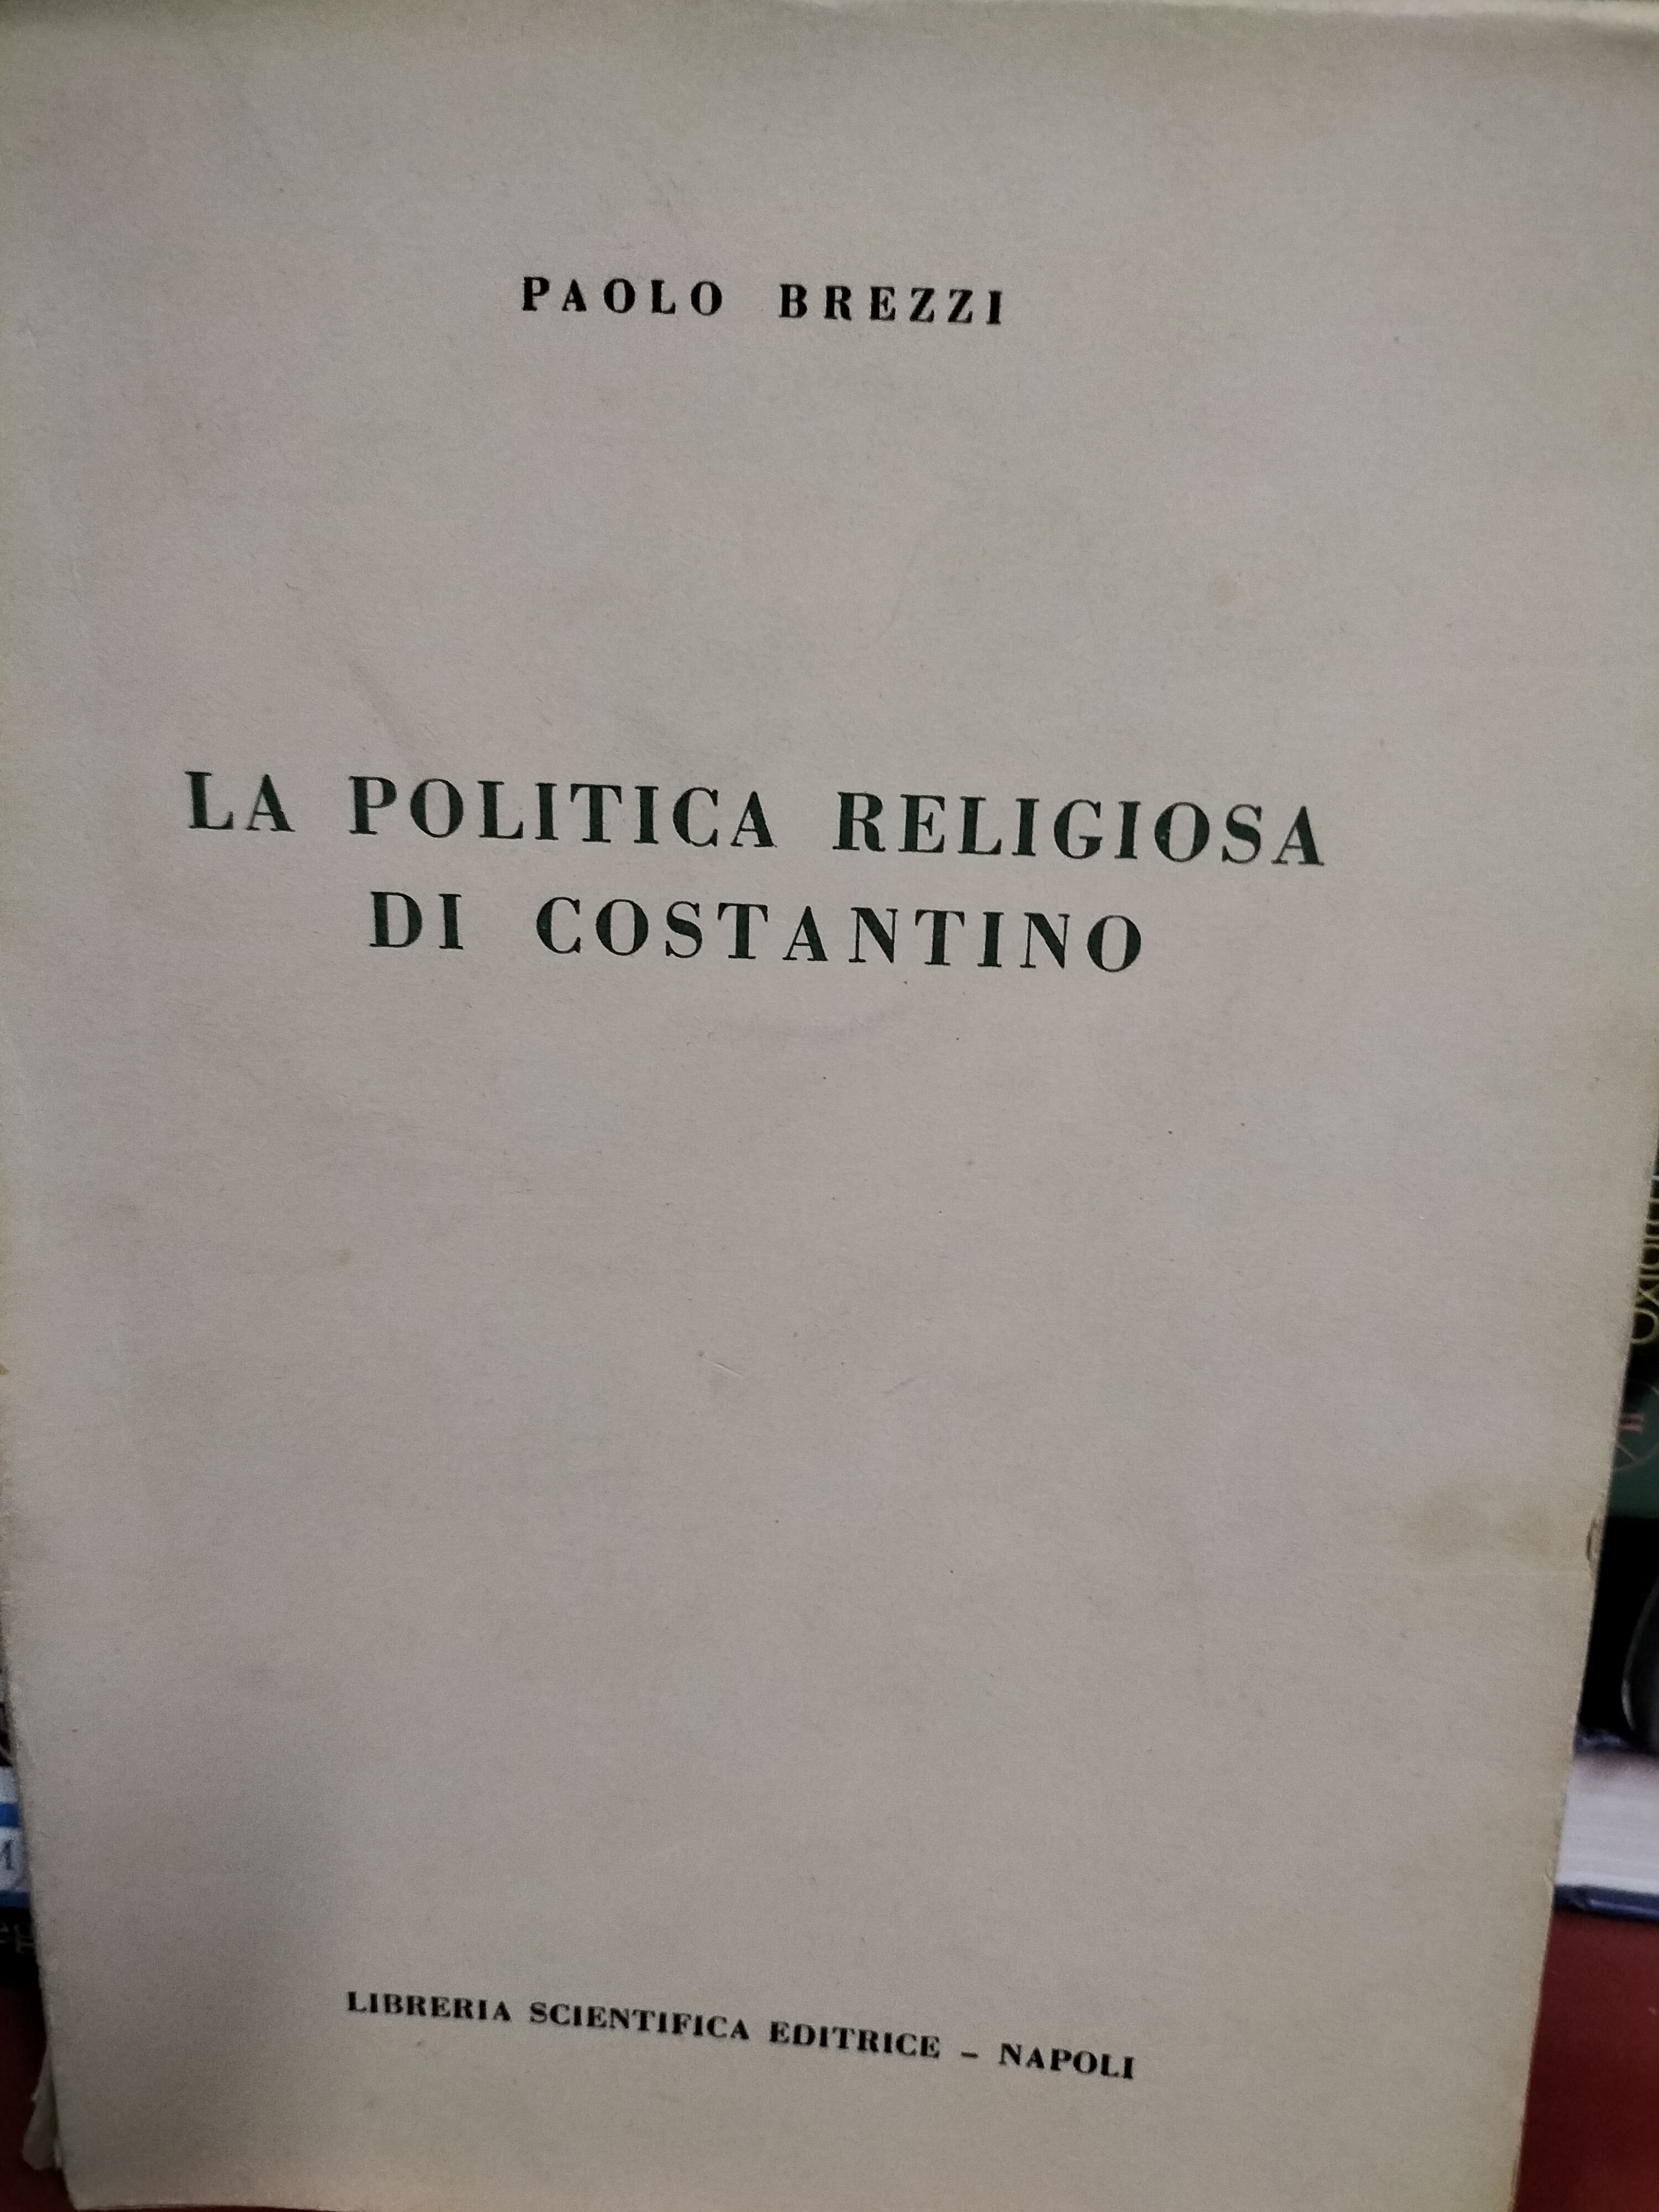 PAOLO BREZZI
LA POLITICA RELIGIOSA
DI COSTANTINO
LIBRERIA SCIENTIFICA EDITRICE – NAPOLI